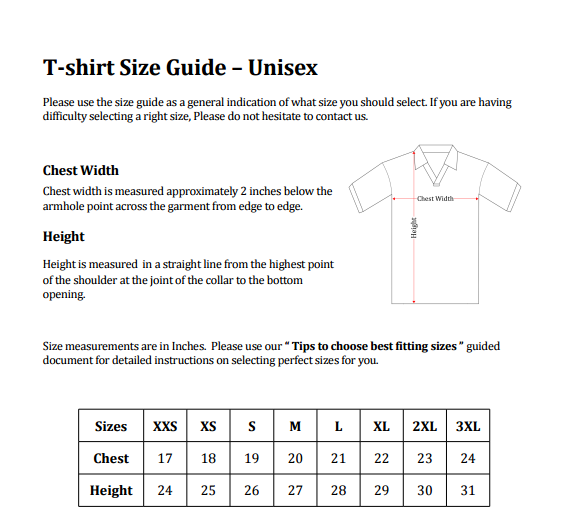 T-shirt Size Guide – Unisex
Please use the size guide as a general indication of what size you should select. If you are having
difficulty selecting a right size, Please do not hesitate to contact us.
Chest Width
Chest width is measured approximately 2 inches below the
armhole point across the garment from edge to edge.
Height
Height is measured in a straight line from the highest point
of the shoulder at the joint of the collar to the bottom
opening.
Chest Width
Height
Size measurements are in Inches. Please use our “ Tips to choose best fitting sizes ” guided
document for detailed instructions on selecting perfect sizes for you.
Sizes XXS XS S M L XL 2XL 3XL
Chest 17 18 19 20 21 22 23 24
Height 24 25 26 27 28 29 30 31